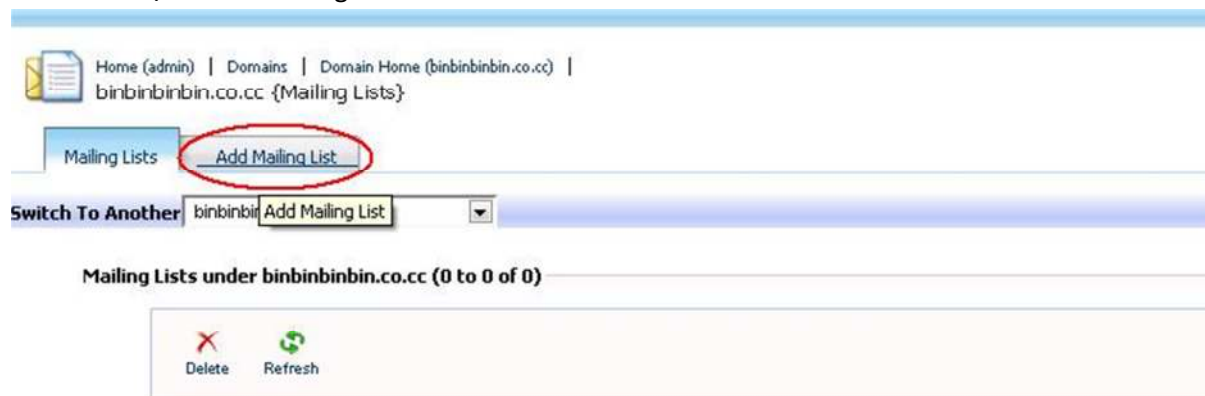 Home (admin) | Domains | Domain Home (binbinbinbin.co.cc) |
binbinbinbin.co.cc {Mailing Lists}
Mailing Lists Add Mailing List
Switch To Another binbinbin Add Mailing List
Mailing Lists under binbinbinbin.co.cc (0 to 0 of 0)
Delete Refresh